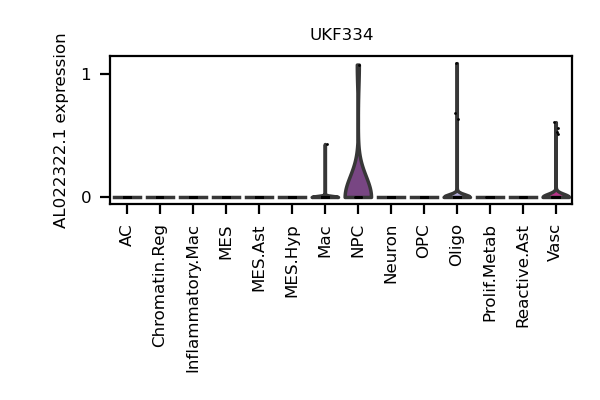 UKF334
AL022322.1 expression
1
0
AC
Chromatin.Reg
Inflammatory.Mac
MES
MES.Ast
MES.Hyp
Mac
NPC
Neuron
OPC
Oligo
Prolif.Metab
Reactive.Ast
Vasc